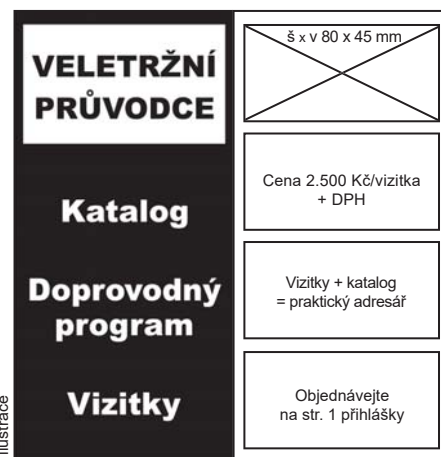 VELETRŽNÍ
PRŮVODCE
Katalog
Doprovodný
program
Vizitky
š x v 80 x 45 mm
Cena 2.500 Kč/vizitka
+ DPH
Vizitky + katalog
= praktický adresář
Objednávejte
na str. 1 přihlášky